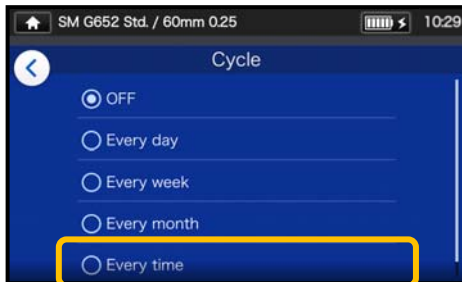 SM G652 Std. / 60mm 0.25 10:29
Cycle
OFF
Every day
Every week
Every month
Every time